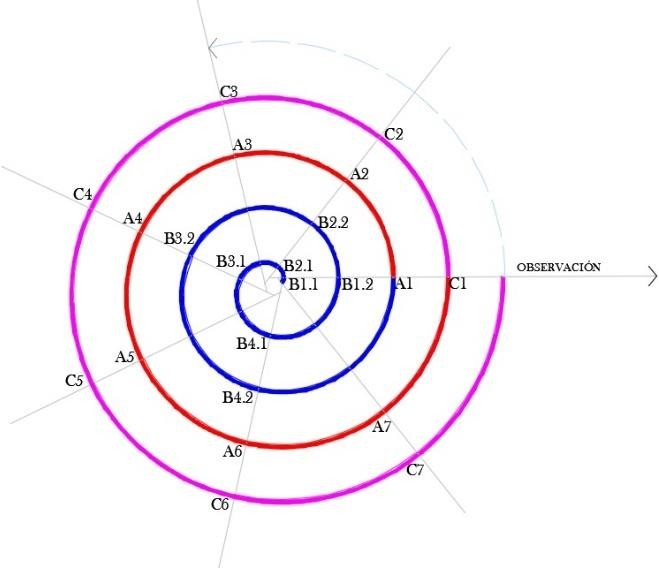 C3
C2
A3
A2
C4
A4
B2.2
B3.2
B3.1
B2.1
OBSERVACIÓN
B1.1
B1.2
A1
C1
B4.1
A5
C5
B4.2
A7
A6
C7
C6